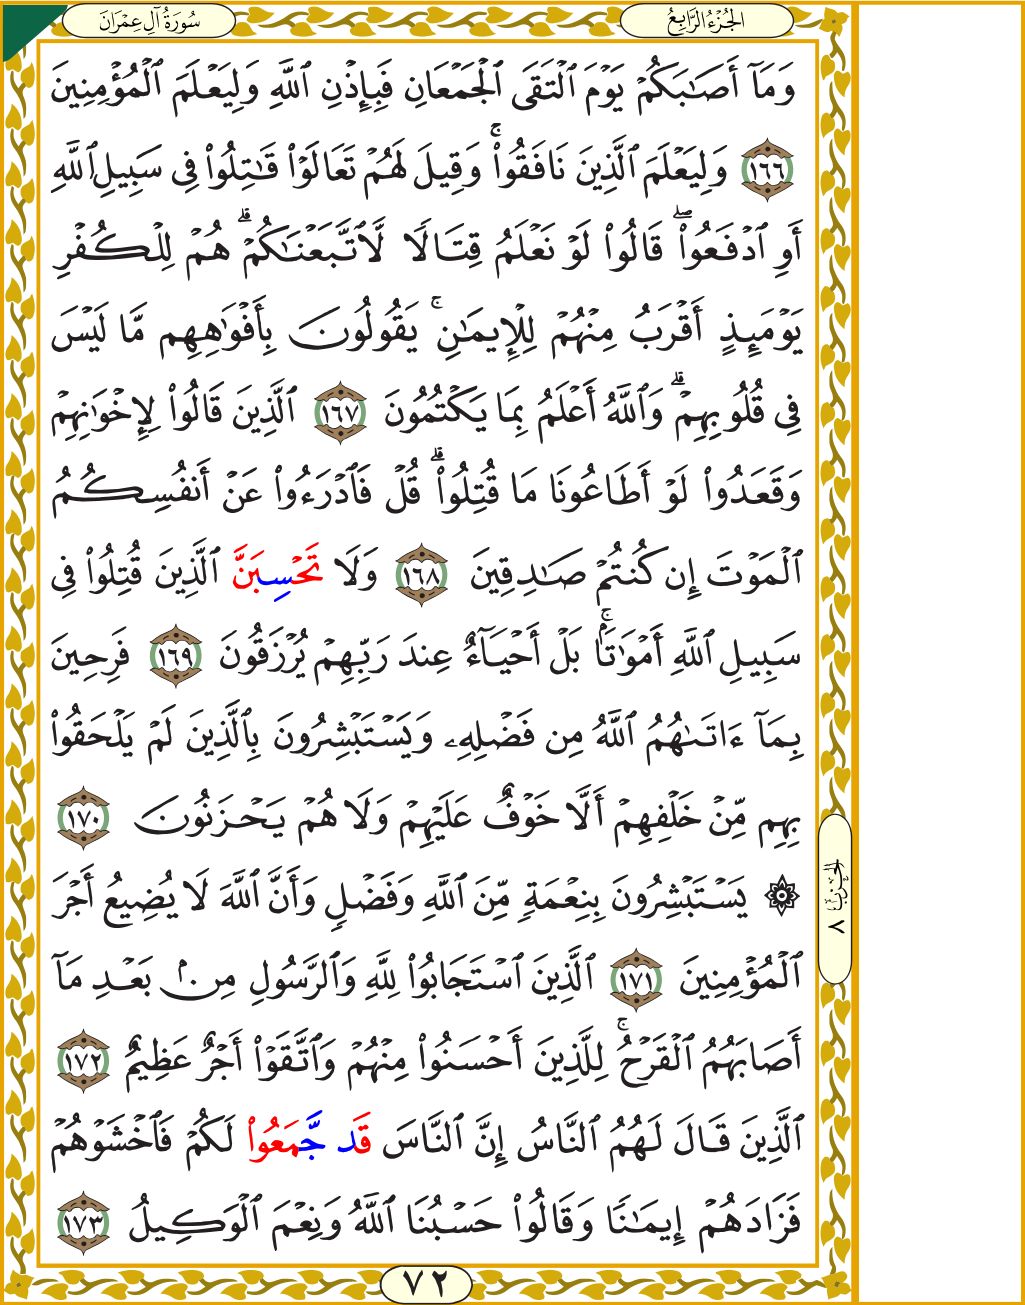 سُورَةُ آلِ عِمْرَانَ
الجُزْءُ الرَّابِعُ
وَمَآ أَصَٰبَكُمْ يَوْمَ ٱلْتَقَى ٱلْجَمْعَانِ فَبِإِذْنِ ٱللَّهِ وَلِيَعْلَمَ ٱلْمُؤْمِنِينَ
١٦٦ وَلِيَعْلَمَ ٱلَّذِينَ نَافَقُوا۟ ۚ وَقِيلَ لَهُمْ تَعَالَوْا۟ قَٰتِلُوا۟ فِى سَبِيلِ ٱللَّهِ
أَوِ ٱدْفَعُوا۟ ۖ قَالُوا۟ لَوْ نَعْلَمُ قِتَالًا لَّٱتَّبَعْنَٰكُمْ ۗ هُمْ لِلْكُفْرِ
يَوْمَئِذٍ أَقْرَبُ مِنْهُمْ لِلْإِيمَٰنِ ۚ يَقُولُونَ بِأَفْوَٰهِهِم مَّا لَيْسَ
فِى قُلُوبِهِمْ ۗ وَٱللَّهُ أَعْلَمُ بِمَا يَكْتُمُونَ ١٦٧ ٱلَّذِينَ قَالُوا۟ لِإِخْوَٰنِهِمْ
وَقَعَدُوا۟ لَوْ أَطَاعُونَا مَا قُتِلُوا۟ ۗ قُلْ فَٱدْرَءُوا۟ عَنْ أَنفُسِكُمُ
ٱلْمَوْتَ إِن كُنتُمْ صَٰدِقِينَ ١٦٨ وَلَا تَحْسِبَنَّ ٱلَّذِينَ قُتِلُوا۟ فِى
سَبِيلِ ٱللَّهِ أَمْوَٰتًۢا ۚ بَلْ أَحْيَآءٌ عِندَ رَبِّهِمْ يُرْزَقُونَ ١٦٩ فَرِحِينَ
بِمَآ ءَاتَىٰهُمُ ٱللَّهُ مِن فَضْلِهِۦ وَيَسْتَبْشِرُونَ بِٱلَّذِينَ لَمْ يَلْحَقُوا۟
بِهِم مِّنْ خَلْفِهِمْ أَلَّا خَوْفٌ عَلَيْهِمْ وَلَا هُمْ يَحْزَنُونَ ١٧٠
۞ يَسْتَبْشِرُونَ بِنِعْمَةٍ مِّنَ ٱللَّهِ وَفَضْلٍ وَأَنَّ ٱللَّهَ لَا يُضِيعُ أَجْرَ
ٱلْمُؤْمِنِينَ ١٧١ ٱلَّذِينَ ٱسْتَجَابُوا۟ لِلَّهِ وَٱلرَّسُولِ مِنۢ بَعْدِ مَآ
أَصَابَهُمُ ٱلْقَرْحُ ۚ لِلَّذِينَ أَحْسَنُوا۟ مِنْهُمْ وَٱتَّقَوْا۟ أَجْرٌ عَظِيمٌ ١٧٢
ٱلَّذِينَ قَالَ لَهُمُ ٱلنَّاسُ إِنَّ ٱلنَّاسَ قَد جَّمَعُوا۟ لَكُمْ فَٱخْشَوْهُمْ
فَزَادَهُمْ إِيمَٰنًا وَقَالُوا۟ حَسْبُنَا ٱللَّهُ وَنِعْمَ ٱلْوَكِيلُ ١٧٣
الحزب ٨
٧٢